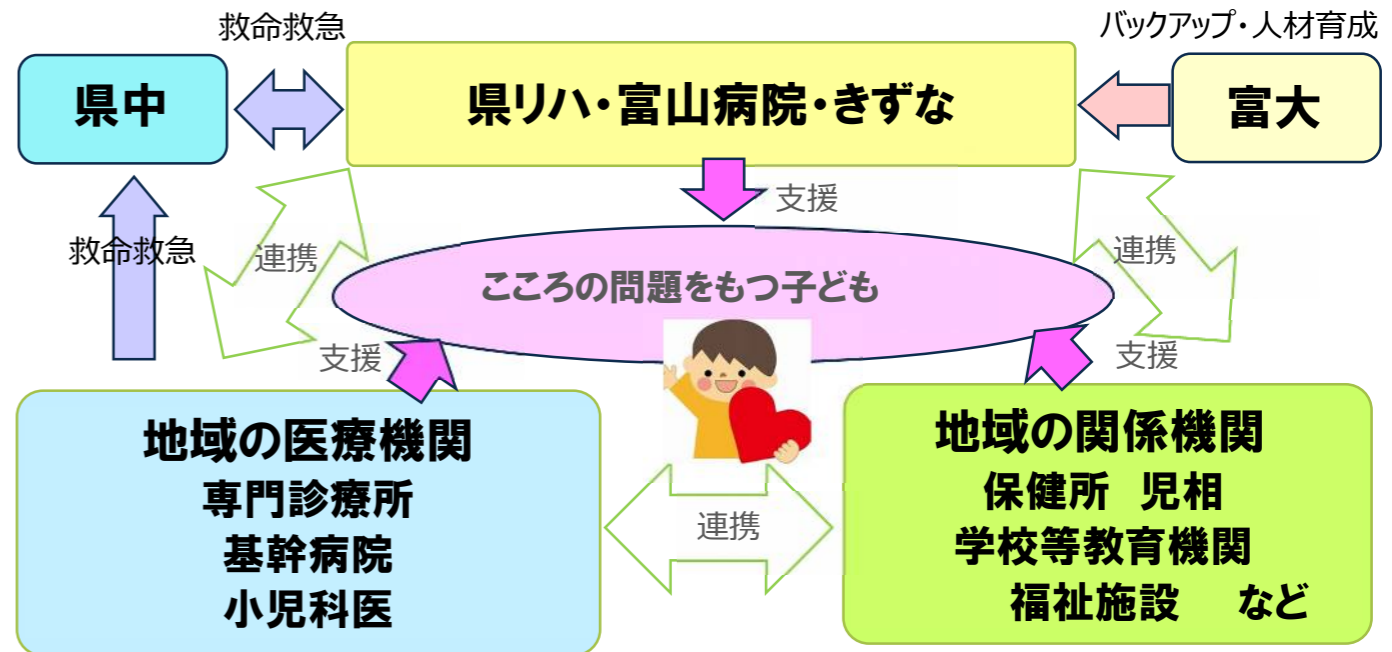 救命救急
バックアップ・人材育成
県中
県リハ・富山病院・きずな
富大
支援
救命救急
連携
連携
こころの問題をもつ子ども
支援
支援
地域の医療機関
専門診療所
基幹病院
小児科医
連携
地域の関係機関
保健所 児相
学校等教育機関
福祉施設 など